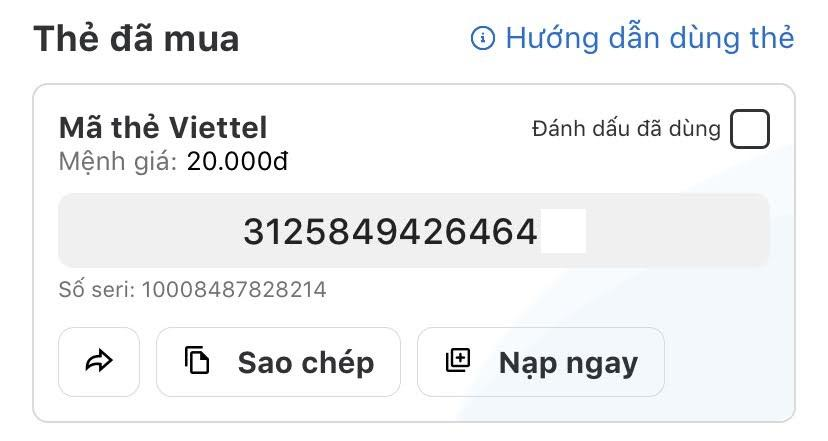 Thẻ đã mua
Hướng dẫn dùng thẻ
Mã thẻ Viettel
Đánh dấu đã dùng
Mệnh giá: 20.000đ
3125849426464
Số seri: 10008487828214
Sao chép
Nạp ngay